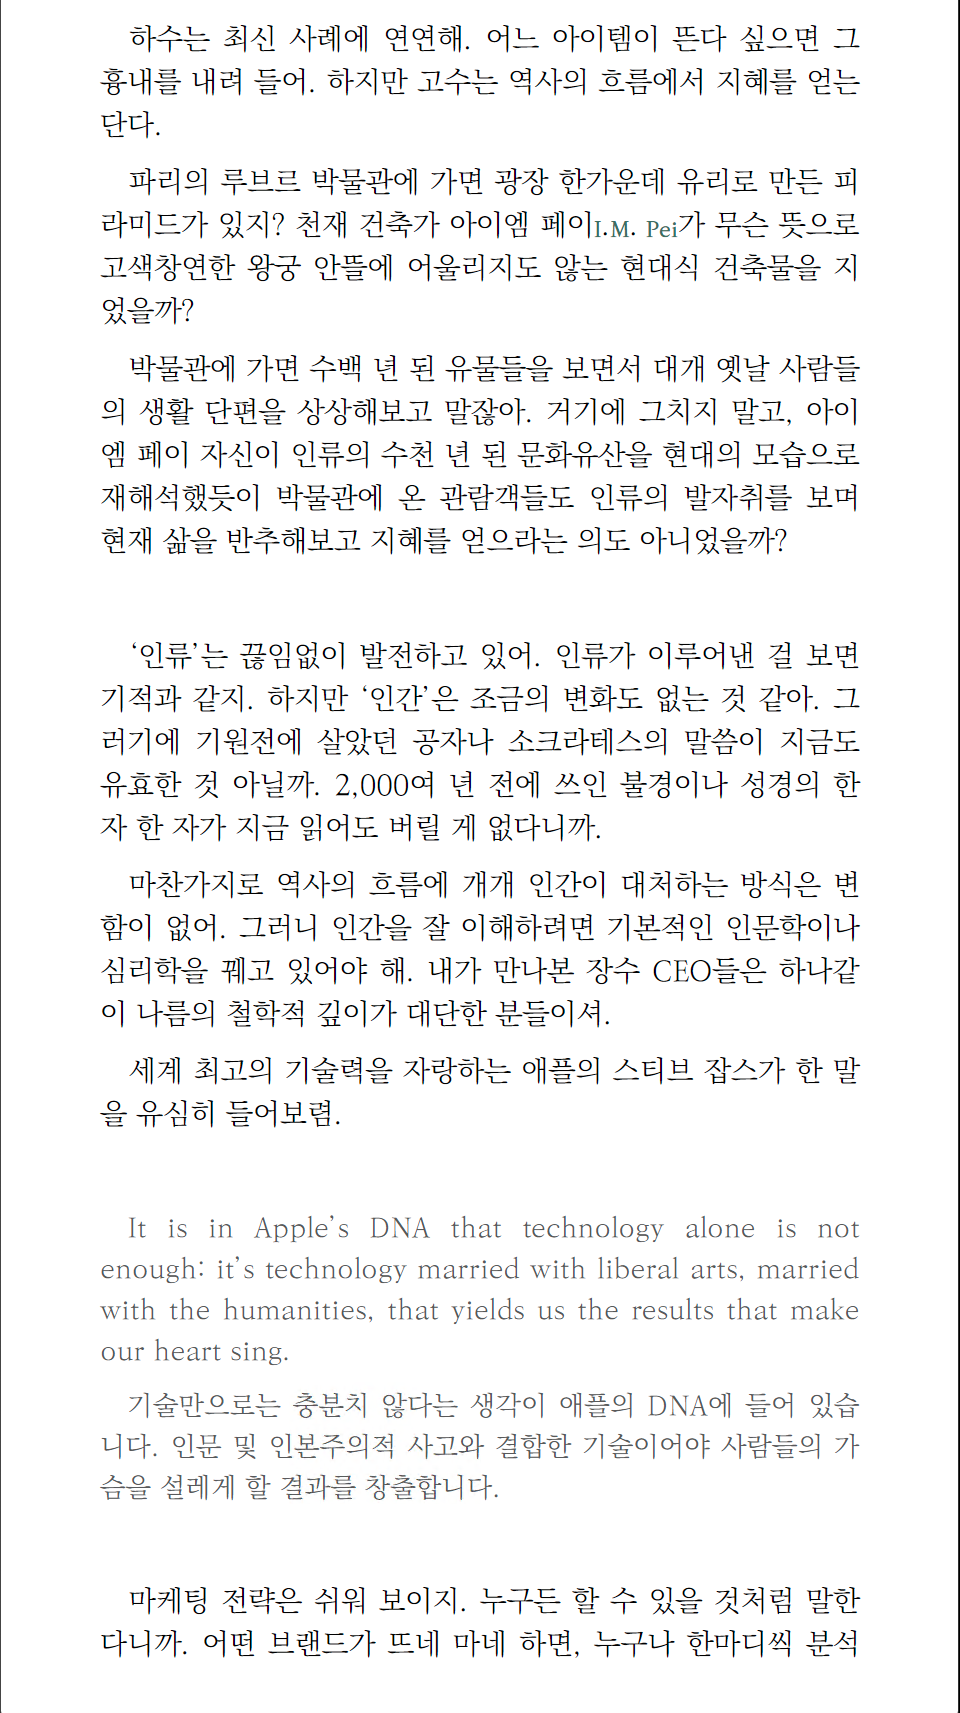 하수는 최신 사례에 연연해. 어느 아이템이 뜬다 싶으면 그
흉내를 내려 들어. 하지만 고수는 역사의 흐름에서 지혜를 얻는
단다.
파리의 루브르 박물관에 가면 광장 한가운데 유리로 만든 피
라미드가 있지? 천재 건축가 아이엠 페이I.M. Pei가 무슨 뜻으로
고색창연한 왕궁 안뜰에 어울리지도 않는 현대식 건축물을 지
었을까?
박물관에 가면 수백 년 된 유물들을 보면서 대개 옛날 사람들
의 생활 단편을 상상해보고 말잖아. 거기에 그치지 말고, 아이
엠 페이 자신이 인류의 수천 년 된 문화유산을 현대의 모습으로
재해석했듯이 박물관에 온 관람객들도 인류의 발자취를 보며
현재 삶을 반추해보고 지혜를 얻으라는 의도 아니었을까?
‘인류’는 끊임없이 발전하고 있어. 인류가 이루어낸 걸 보면
기적과 같지. 하지만 ‘인간’은 조금의 변화도 없는 것 같아. 그
러기에 기원전에 살았던 공자나 소크라테스의 말씀이 지금도
유효한 것 아닐까. 2,000여 년 전에 쓰인 불경이나 성경의 한
자 한 자가 지금 읽어도 버릴 게 없다니까.
마찬가지로 역사의 흐름에 개개 인간이 대처하는 방식은 변
함이 없어. 그러니 인간을 잘 이해하려면 기본적인 인문학이나
심리학을 꿰고 있어야 해. 내가 만나본 장수 CEO들은 하나같
이 나름의 철학적 깊이가 대단한 분들이셔.
세계 최고의 기술력을 자랑하는 애플의 스티브 잡스가 한 말
을 유심히 들어보렴.
It is in Apple’s DNA that technology alone is not
enough: it’s technology married with liberal arts, married
with the humanities, that yields us the results that make
our heart sing.
기술만으로는 충분치 않다는 생각이 애플의 DNA에 들어 있습
니다. 인문 및 인본주의적 사고와 결합한 기술이어야 사람들의 가
슴을 설레게 할 결과를 창출합니다.
마케팅 전략은 쉬워 보이지. 누구든 할 수 있을 것처럼 말한
다니까. 어떤 브랜드가 뜨네 마네 하면, 누구나 한마디씩 분석